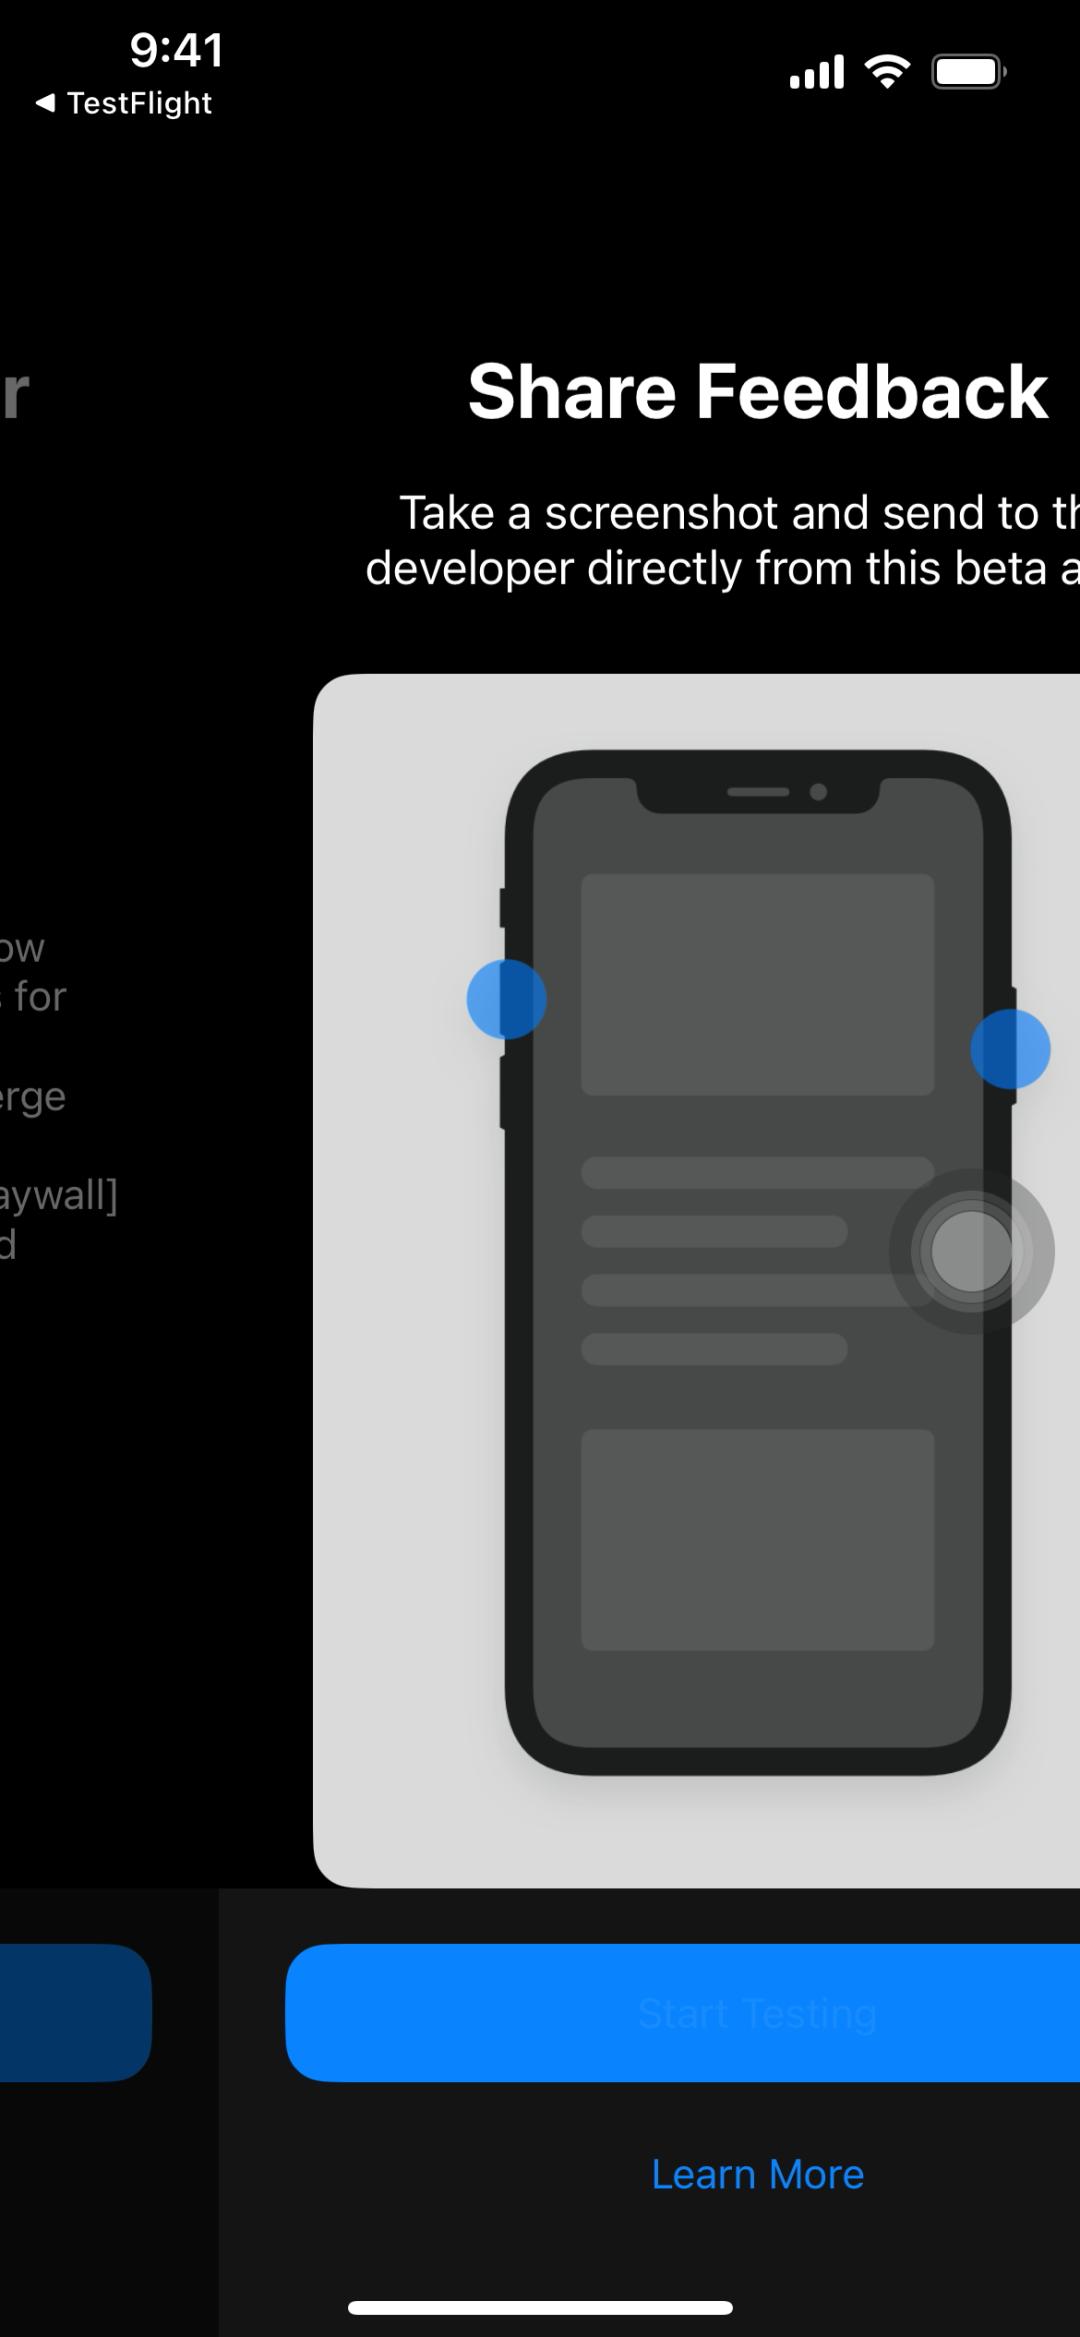 9:41
TestFlight
r
Share Feedback
Take a screenshot and send to th
developer directly from this beta a
ow
s for
erge
aywall]
d
Start Testing
Learn More